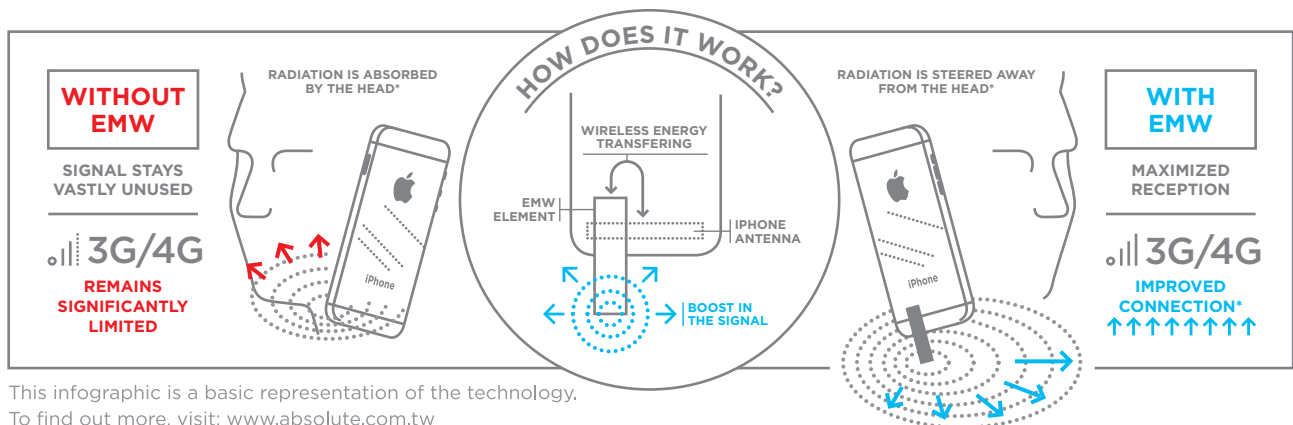 WITHOUT
EMW
SIGNAL STAYS
VASTLY UNUSED
3G/4G
REMAINS
SIGNIFICANTLY
LIMITED
RADIATION IS ABSORBED
BY THE HEAD*
iPhone
HOW DOES IT WORK?
WIRELESS ENERGY
TRANSFERING
EMW
ELEMENT
IPHONE
ANTENNA
BOOST IN
THE SIGNAL
RADIATION IS STEERED AWAY
FROM THE HEAD*
iPhone
WITH
EMW
MAXIMIZED
RECEPTION
3G/4G
IMPROVED
CONNECTION*
This infographic is a basic representation of the technology.
To find out more, visit: www.absolute.com.tw